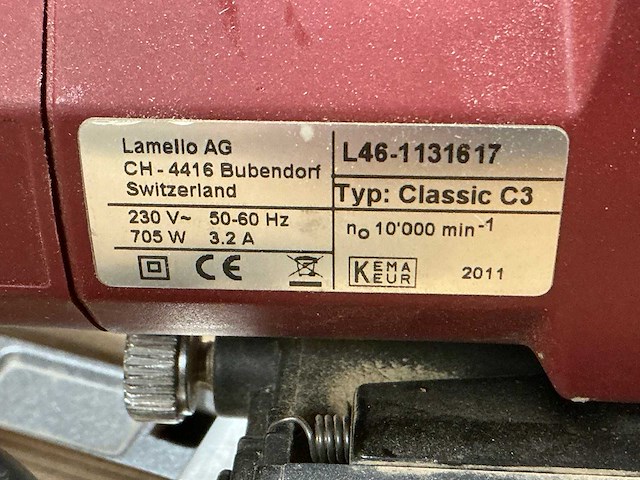 Lamello AG
CH - 4416 Bubendorf
Switzerland
230 V~ 50-60 Hz
705 W 3.2 A
CE
L46-1131617
Typ: Classic C3
no 10'000 min-1
KEMA
KEUR
2011